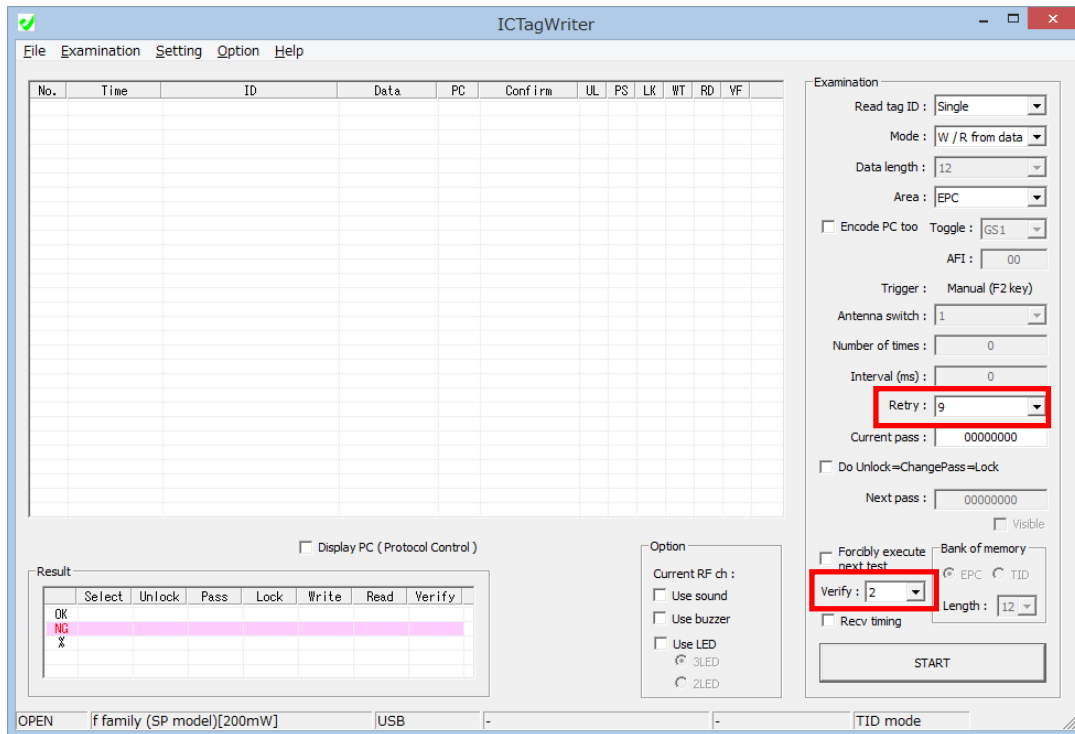 ICTagWriter
File Examination Setting Option Help
No. Time ID Data PC Confirm UL PS LK WT RD VF
Examination
Read tag ID : Single
Mode : W / R from data
Data length : 12
Area : EPC
Encode PC too Toggle : GS1
AFI : 00
Trigger : Manual (F2 key)
Antenna switch : 1
Number of times : 0
Interval (ms) : 0
Retry : 9
Current pass : 00000000
Do Unlock⇒ChangePass⇒Lock
Next pass : 00000000
Visible
Forcibly execute
next test
Bank of memory
EPC TID
Verify : 2
Length : 12
Recv timing
START
Display PC ( Protocol Control )
Result
Select Unlock Pass Lock Write Read Verify
OK
NG
%
Option
Current RF ch :
Use sound
Use buzzer
Use LED
3LED
2LED
OPEN f family (SP model)[200mW] USB - - TID mode